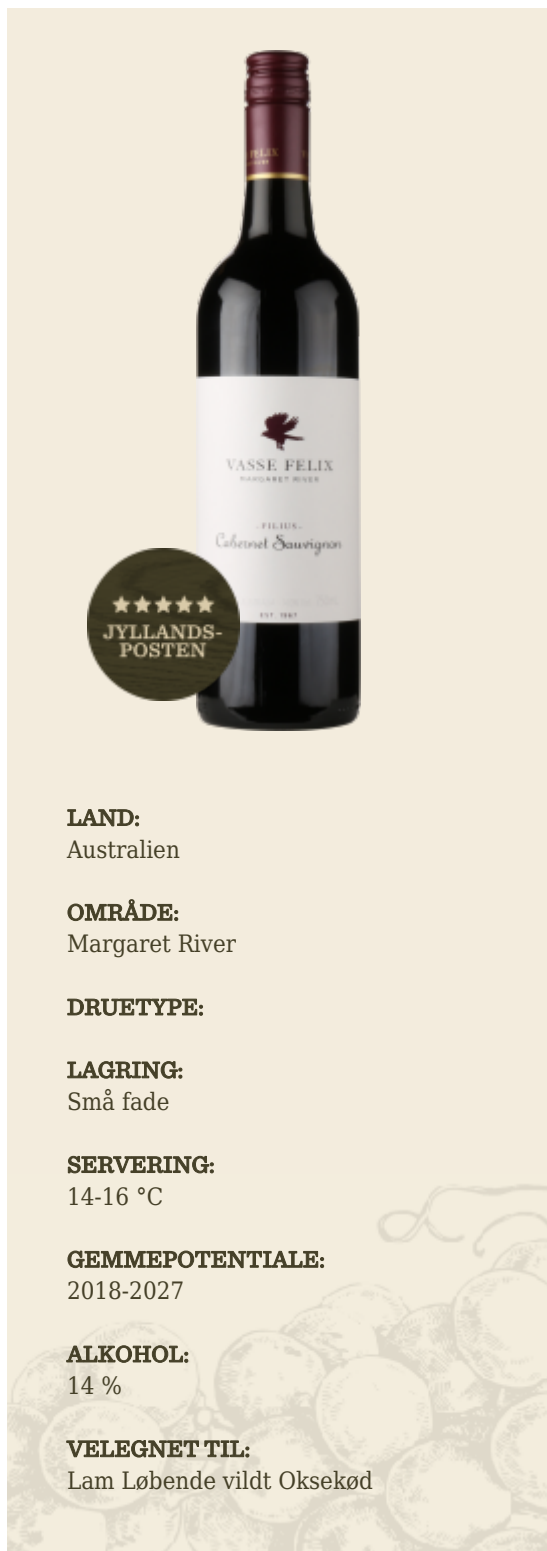 FELIX
VASSE FELIX
MARGARET RIVER
-FILIUS-
Cabernet Sauvignon
EST. 1967
JYLLANDS-
POSTEN
LAND:
Australien
OMRÅDE:
Margaret River
DRUETYPE:
LAGRING:
Små fade
SERVERING:
14-16 °C
GEMMEPOTENTIALE:
2018-2027
ALKOHOL:
14 %
VELEGNET TIL:
Lam Løbende vildt Oksekød